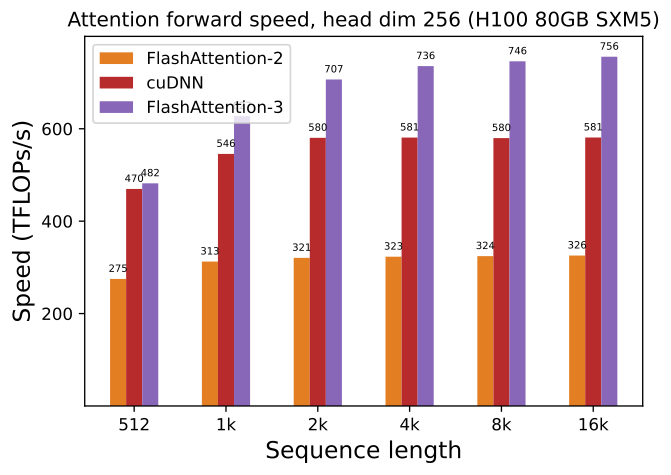 Attention forward speed, head dim 256 (H100 80GB SXM5)
FlashAttention-2
cuDNN
FlashAttention-3
Speed (TFLOPs/s)
600
400
200
275
470
482
313
546
321
580
707
323
581
736
324
580
746
326
581
756
512
1k
2k
4k
8k
16k
Sequence length